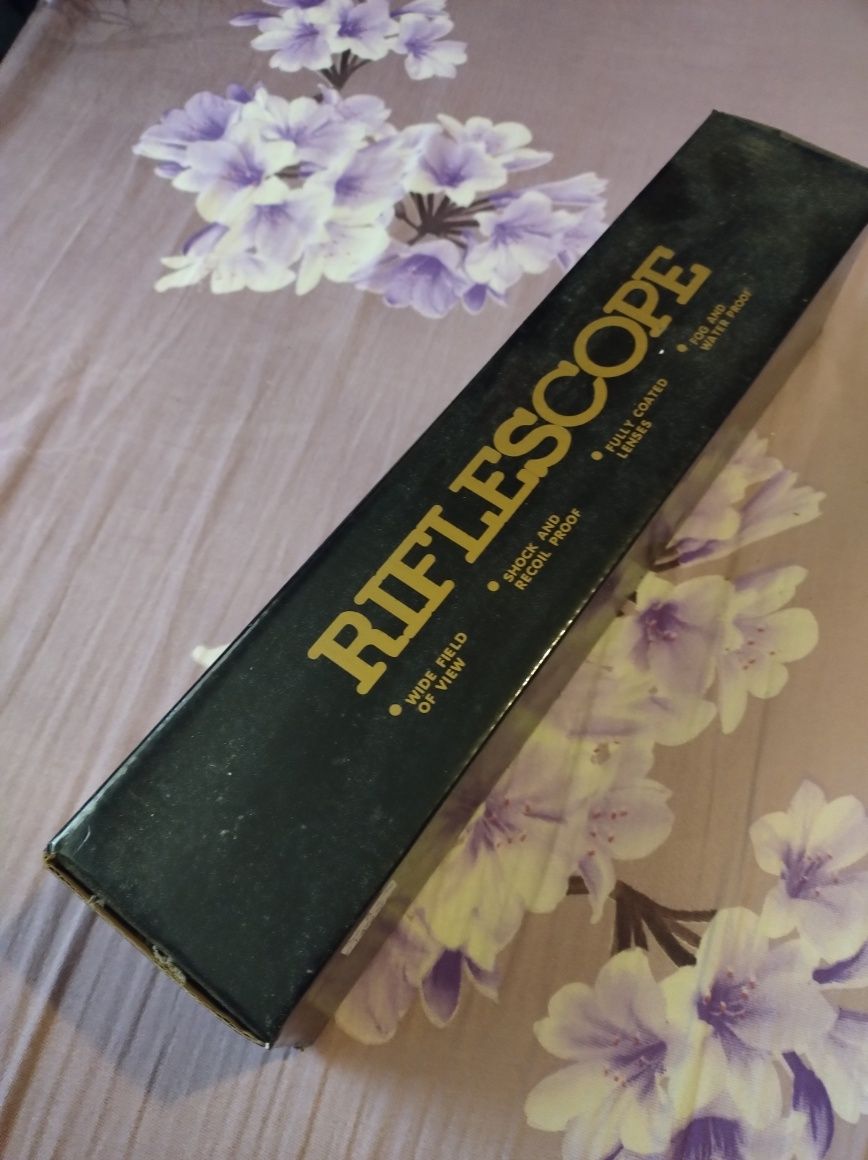 RIFLESCOPE
• WIDE FIELD
OF VIEW
• SHOCK AND
RECOIL PROOF
• FULLY COATED
LENSES
• FOG AND
WATER PROOF